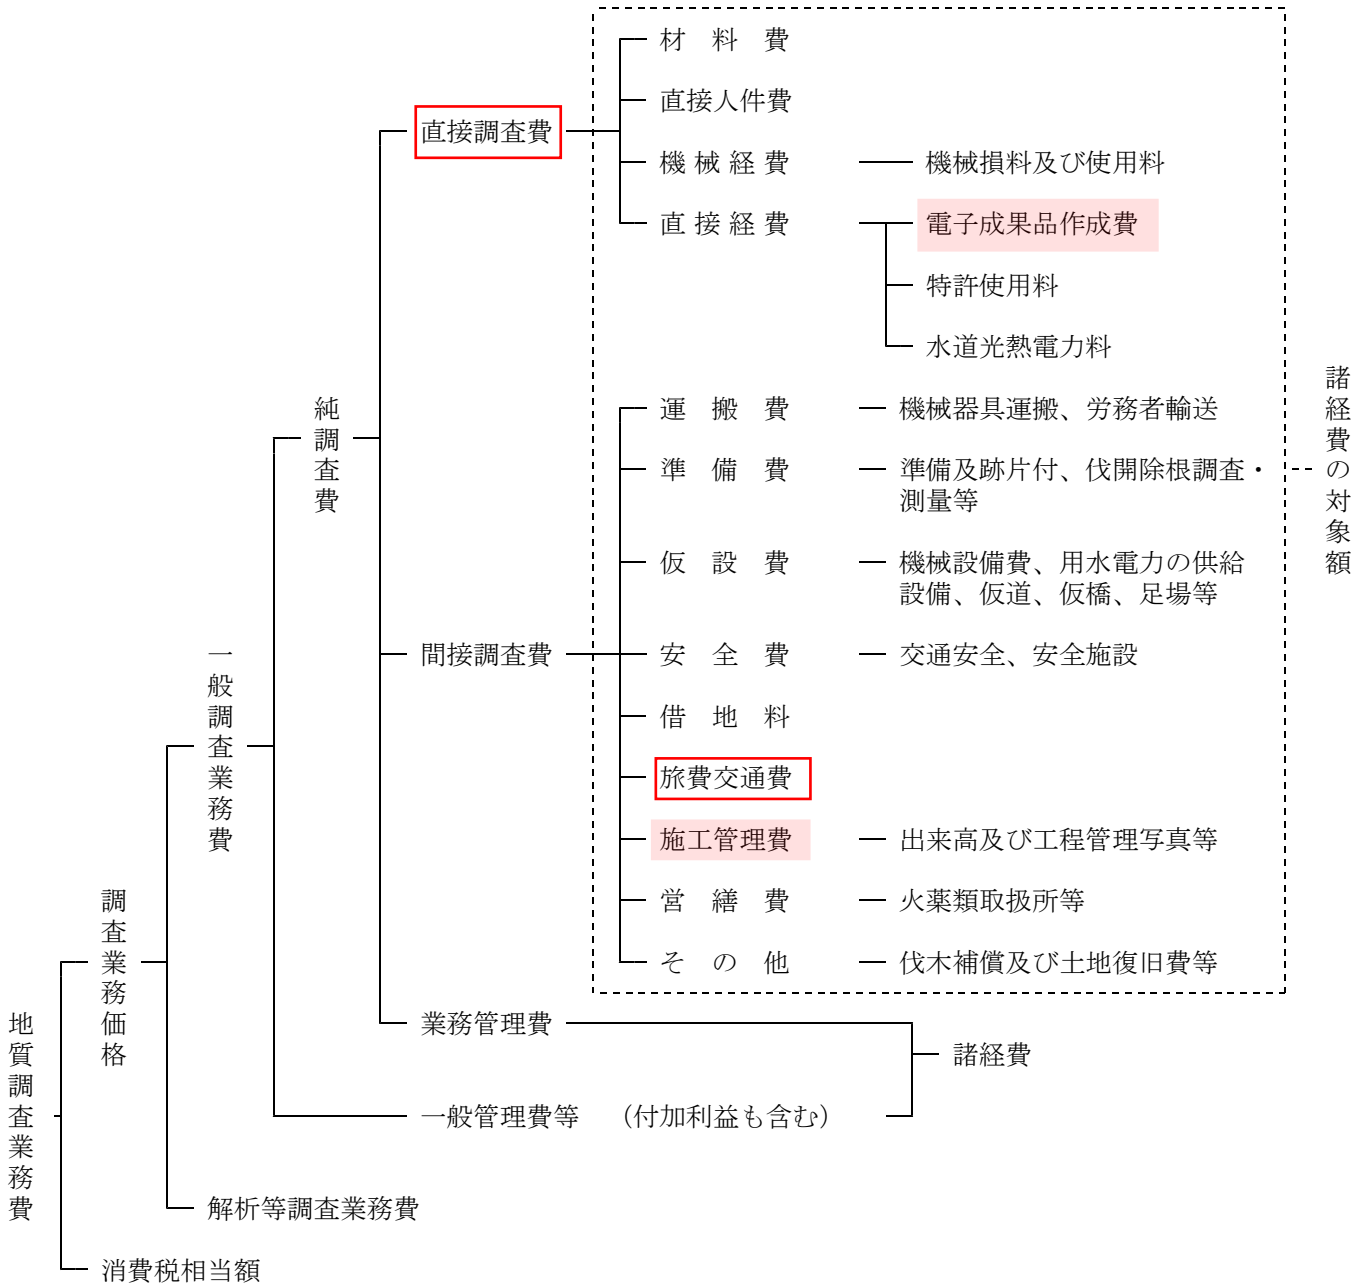 材料費
直接人件費
直接調査費
機械経費
機械損料及び使用料
直接経費
電子成果品作成費
特許使用料
水道光熱電力料
諸経費の対象額
純調査費
運搬費
機械器具運搬、労務者輸送
準備費
準備及跡片付、伐開除根調査・
測量等
仮設費
機械設備費、用水電力の供給
設備、仮道、仮橋、足場等
一般調査業務費
間接調査費
安全費
交通安全、安全施設
借地料
旅費交通費
施工管理費
出来高及び工程管理写真等
営繕費
火薬類取扱所等
調査業務価格
その他
伐木補償及び土地復旧費等
地質調査業務費
業務管理費
諸経費
一般管理費等 （付加利益も含む）
解析等調査業務費
消費税相当額